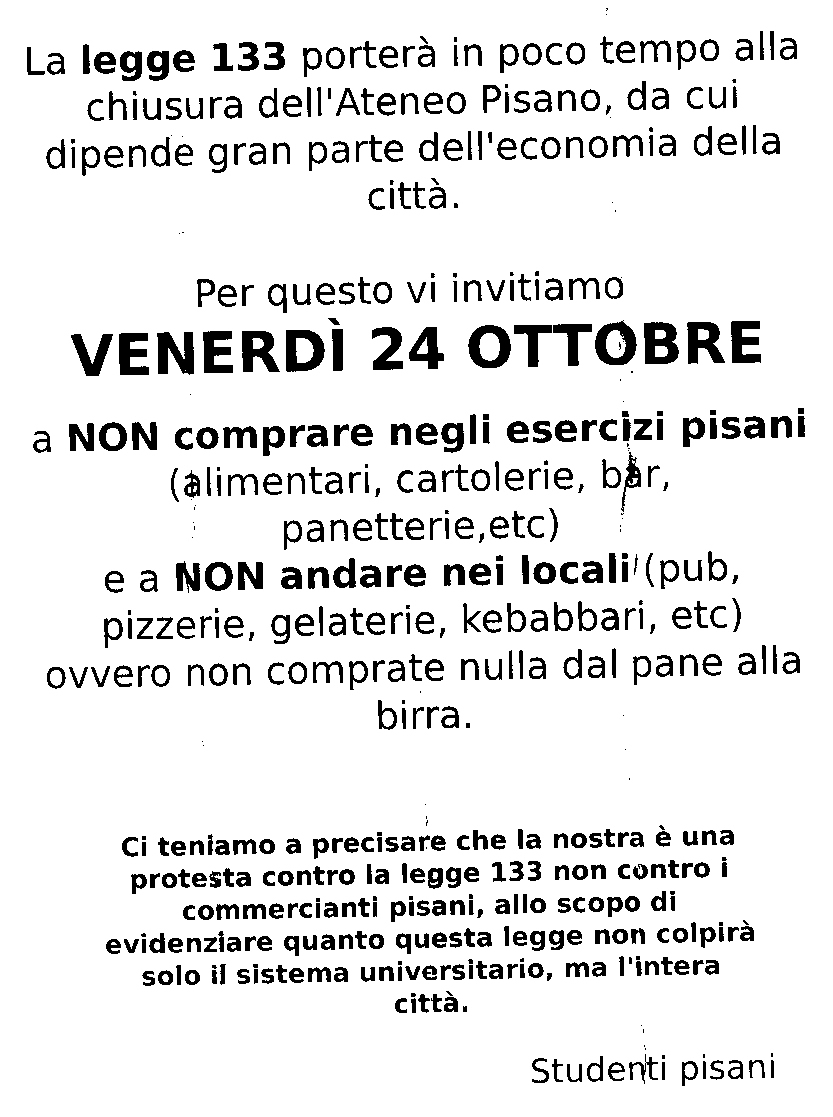 La legge 133 porterà in poco tempo alla
chiusura dell'Ateneo Pisano, da cui
dipende gran parte dell'economia della
città.
Per questo vi invitiamo
VENERDÌ 24 OTTOBRE
a NON comprare negli esercizi pisani
(alimentari, cartolerie, bar,
panetterie,etc)
e a NON andare nei locali (pub,
pizzerie, gelaterie, kebabbari, etc)
ovvero non comprate nulla dal pane alla
birra.
Ci teniamo a precisare che la nostra è una
protesta contro la legge 133 non contro i
commercianti pisani, allo scopo di
evidenziare quanto questa legge non colpirà
solo il sistema universitario, ma l'intera
città.
Studenti pisani